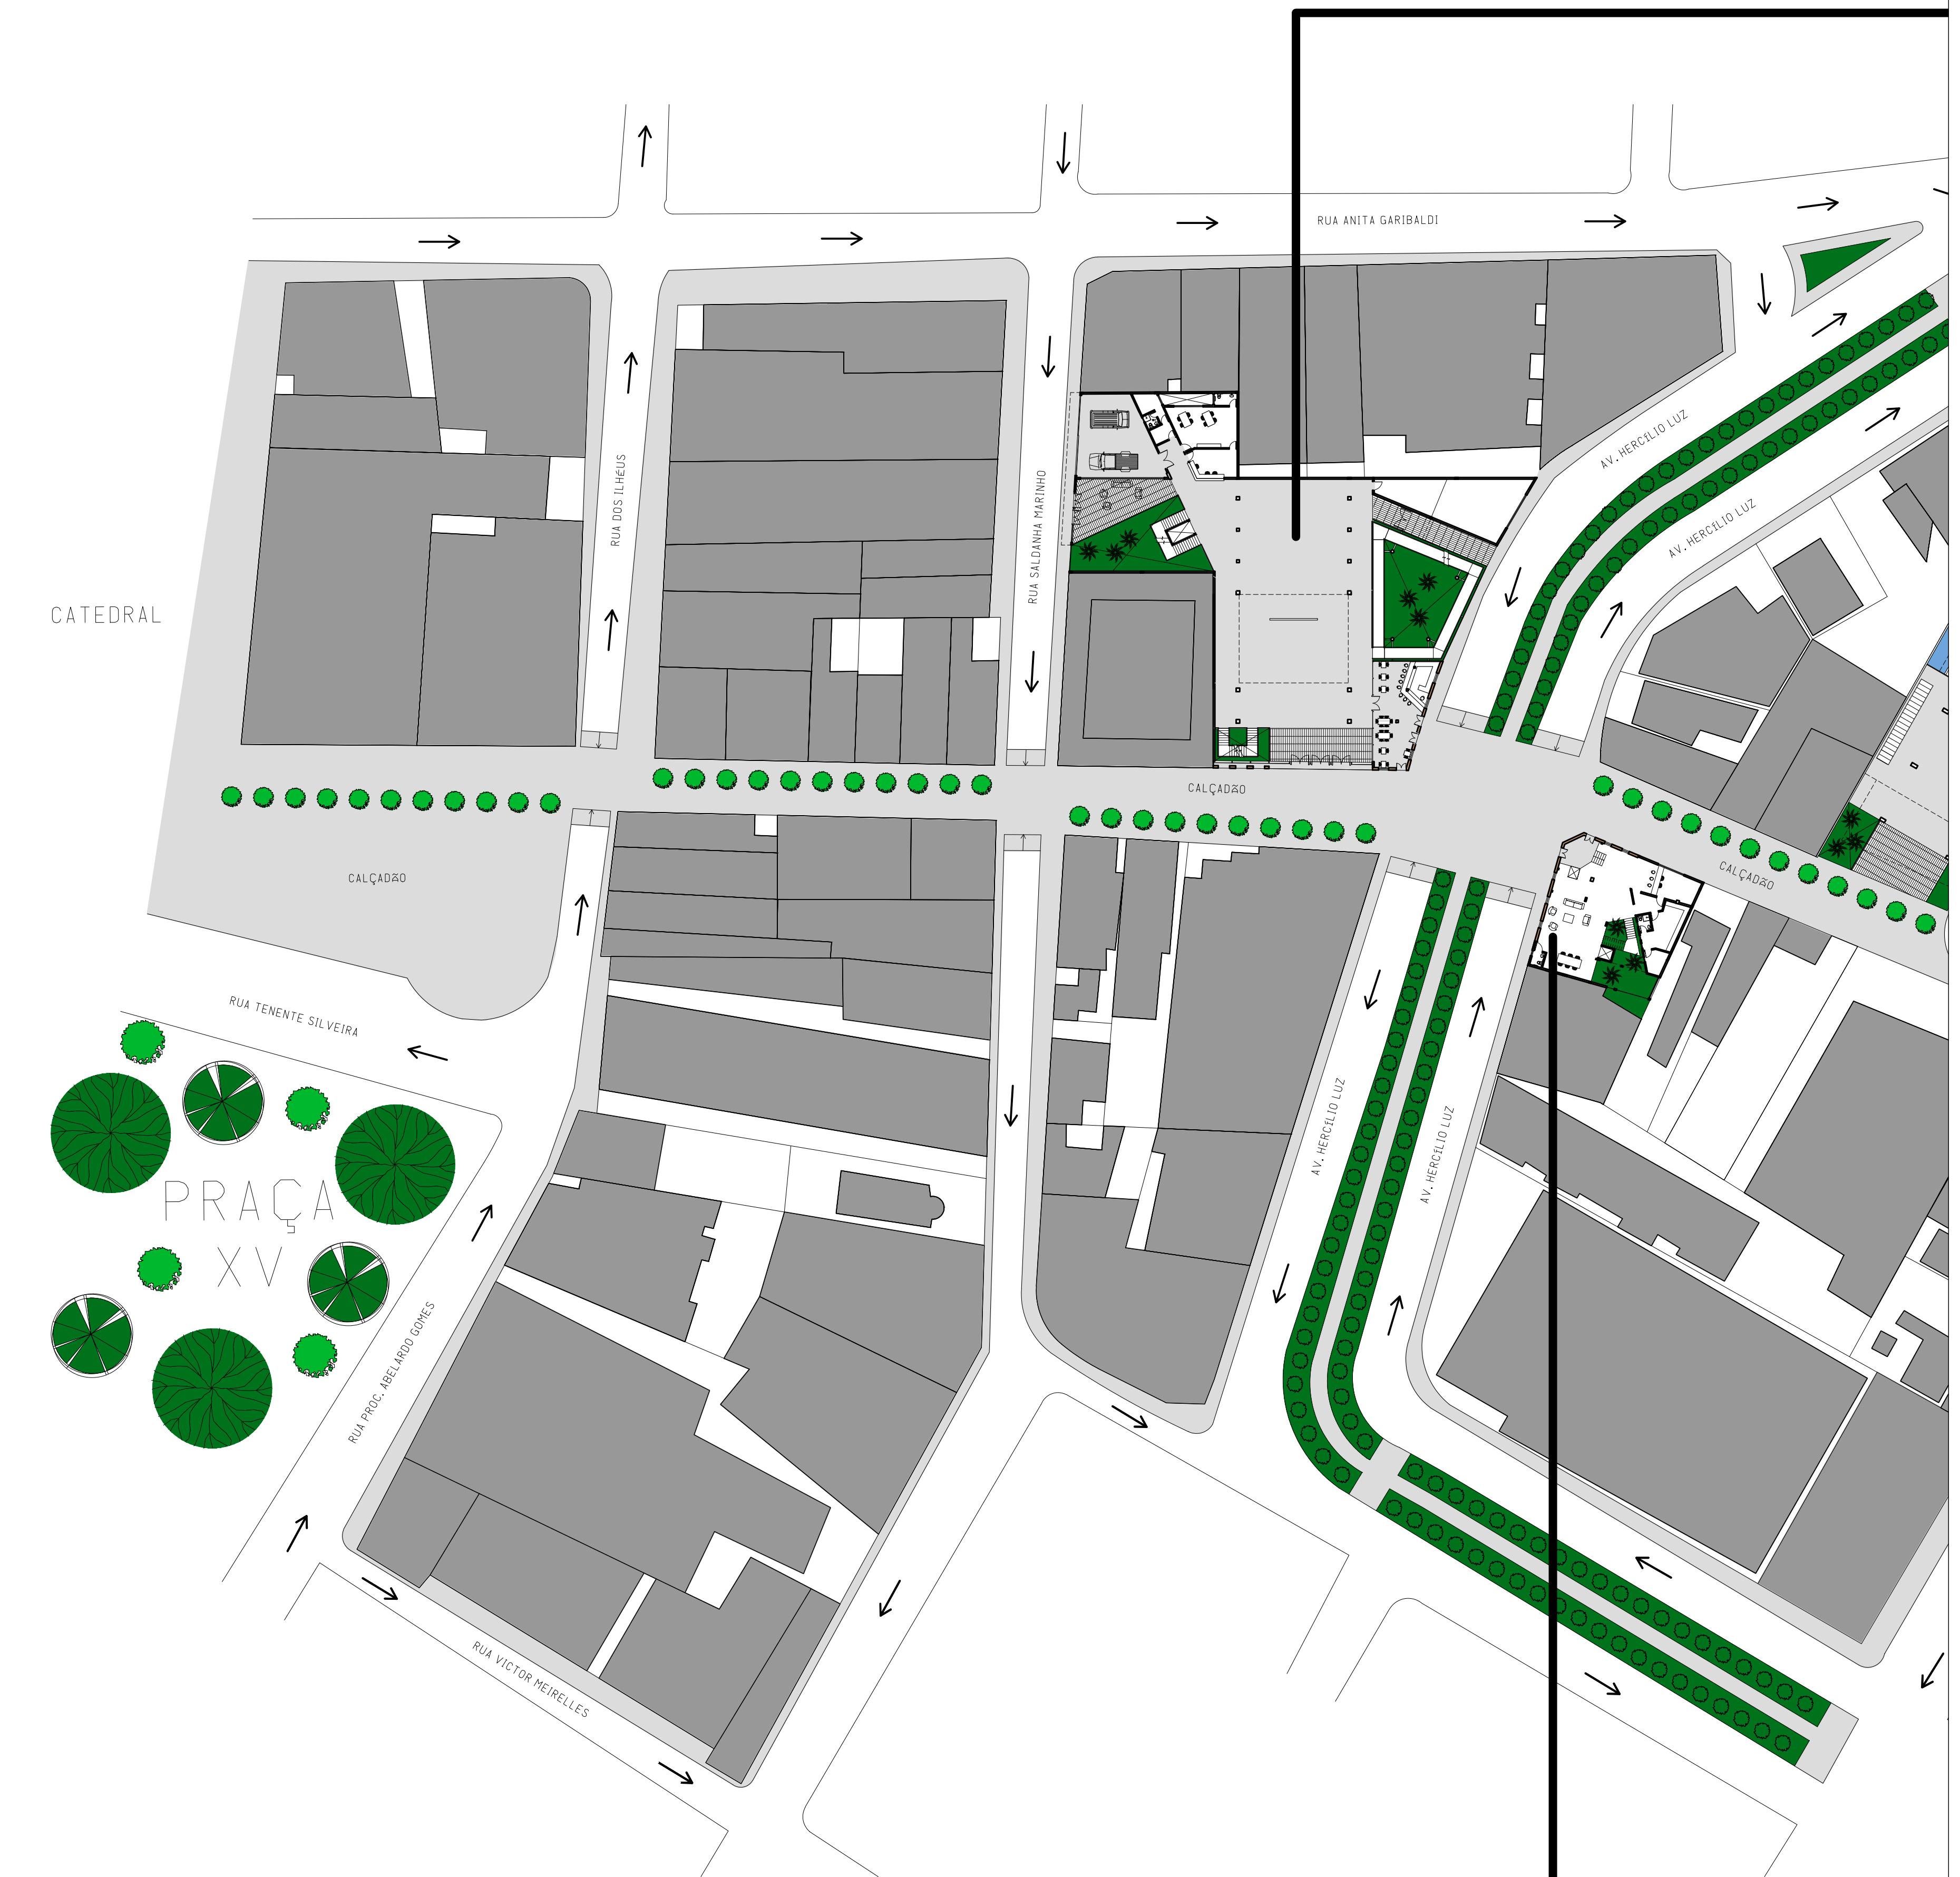 RUA ANITA GARIBALDI
AV. HERCÍLIO LUZ
AV. HERCÍLIO LUZ
RUA DOS ILHÉUS
RUA SALDANHA MARINHO
CATEDRAL
CALÇADÃO
CALÇADÃO
CALÇADÃO
RUA TENENTE SILVEIRA
AV. HERCÍLIO LUZ
AV. HERCÍLIO LUZ
PRAÇA
XV
RUA PROC. ABELARDO GOMES
RUA VICTOR MEIRELLES